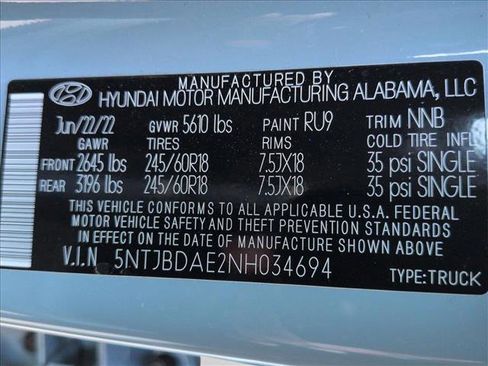 MANUFACTURED BY
HYUNDAI MOTOR MANUFACTURING ALABAMA, LLC
Jun/22/22 GVWR 5610 lbs PAINT RU9 TRIM NNB
GAWR TIRES RIMS COLD TIRE INFL
FRONT 2645 lbs 245/60R18 7.5JX18 35 psi SINGLE
REAR 3196 lbs 245/60R18 7.5JX18 35 psi SINGLE
THIS VEHICLE CONFORMS TO ALL APPLICABLE U.S.A. FEDERAL
MOTOR VEHICLE SAFETY AND THEFT PREVENTION STANDARDS
IN EFFECT ON THE DATE OF MANUFACTURE SHOWN ABOVE.
V.I.N 5NTJBDAE2NH034694 TYPE:TRUCK